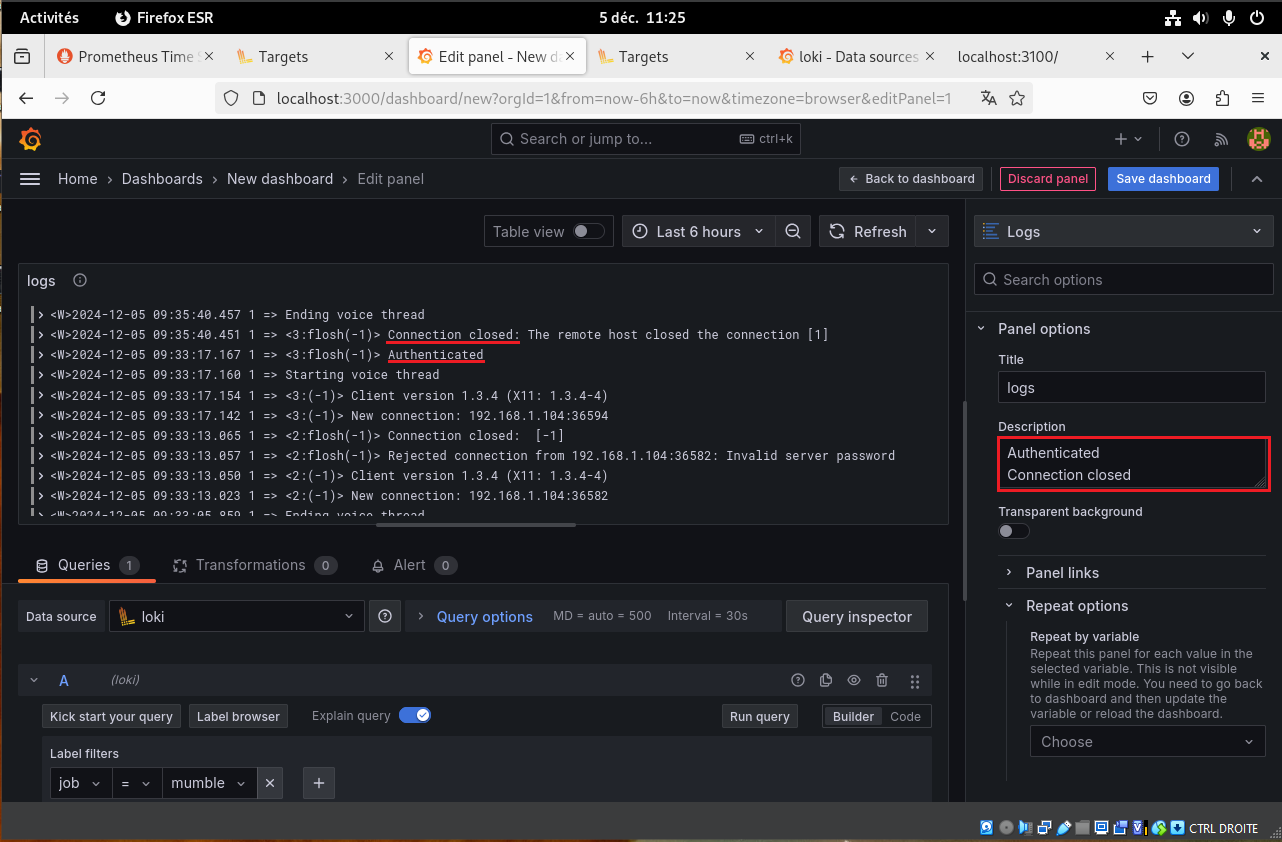 Activités Firefox ESR 5 déc. 11:25
Prometheus Time S Targets Edit panel - New da Targets loki - Data sources localhost:3100/
localhost:3000/dashboard/new?orgId=1&from=now-6h&to=now&timezone=browser&editPanel=1
Search or jump to... ctrl+k
Home › Dashboards › New dashboard › Edit panel Back to dashboard Discard panel Save dashboard
Table view Last 6 hours Refresh Logs
logs
Search options
<W>2024-12-05 09:35:40.457 1 => Ending voice thread
<W>2024-12-05 09:35:40.451 1 => <3:flosh(-1)> Connection closed: The remote host closed the connection [1]
<W>2024-12-05 09:33:17.167 1 => <3:flosh(-1)> Authenticated
<W>2024-12-05 09:33:17.160 1 => Starting voice thread
<W>2024-12-05 09:33:17.154 1 => <3:(-1)> Client version 1.3.4 (X11: 1.3.4-4)
<W>2024-12-05 09:33:17.142 1 => <3:(-1)> New connection: 192.168.1.104:36594
<W>2024-12-05 09:33:13.065 1 => <2:flosh(-1)> Connection closed:  [-1]
<W>2024-12-05 09:33:13.057 1 => <2:flosh(-1)> Rejected connection from 192.168.1.104:36582: Invalid server password
<W>2024-12-05 09:33:13.050 1 => <2:(-1)> Client version 1.3.4 (X11: 1.3.4-4)
<W>2024-12-05 09:33:13.023 1 => <2:(-1)> New connection: 192.168.1.104:36582
<W>2024-12-05 09:33:05.859 1 => Ending voice thread
Queries 1 Transformations 0 Alert 0
Data source loki Query options MD = auto = 500 Interval = 30s Query inspector
A (loki)
Kick start your query Label browser Explain query Run query Builder Code
Label filters
job = mumble
Panel options
Title
logs
Description
Authenticated
Connection closed
Transparent background
Panel links
Repeat options
Repeat by variable
Repeat this panel for each value in the
selected variable. This is not visible
while in edit mode. You need to go back
to dashboard and then update the
variable or reload the dashboard.
Choose
CTRL DROITE